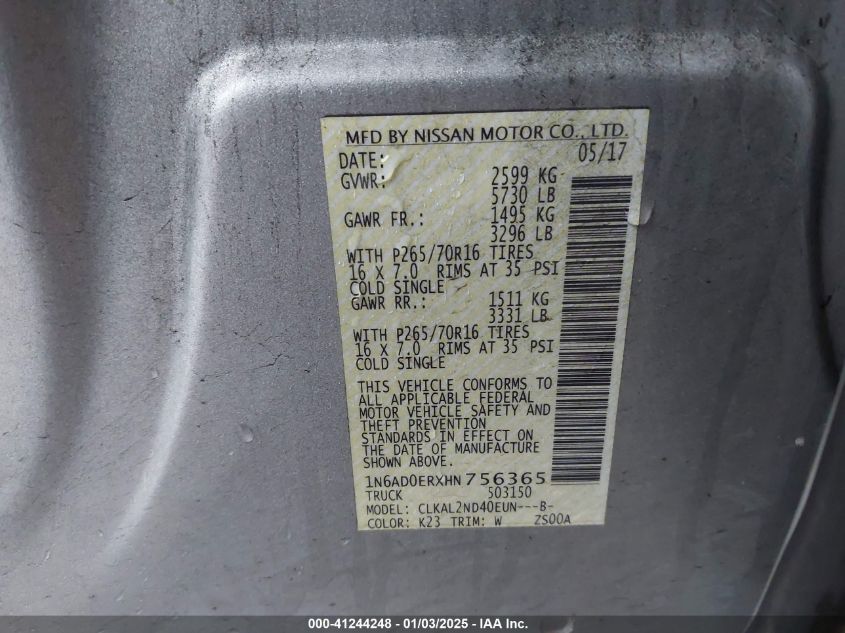 MFD BY NISSAN MOTOR CO., LTD.
DATE: 05/17
GVWR: 2599 KG
5730 LB
GAWR FR.: 1495 KG
3296 LB
WITH P265/70R16 TIRES
16 X 7.0 RIMS AT 35 PSI
COLD SINGLE
GAWR RR.: 1511 KG
3331 LB
WITH P265/70R16 TIRES
16 X 7.0 RIMS AT 35 PSI
COLD SINGLE
THIS VEHICLE CONFORMS TO
ALL APPLICABLE FEDERAL
MOTOR VEHICLE SAFETY AND
THEFT PREVENTION
STANDARDS IN EFFECT ON
THE DATE OF MANUFACTURE
SHOWN ABOVE.
1N6AD0ERXHN756365
TRUCK 503150
MODEL: CLKAL2ND40EUN---B-
COLOR: K23 TRIM: W ZS00A
000-41244248 - 01/03/2025 - IAA Inc.